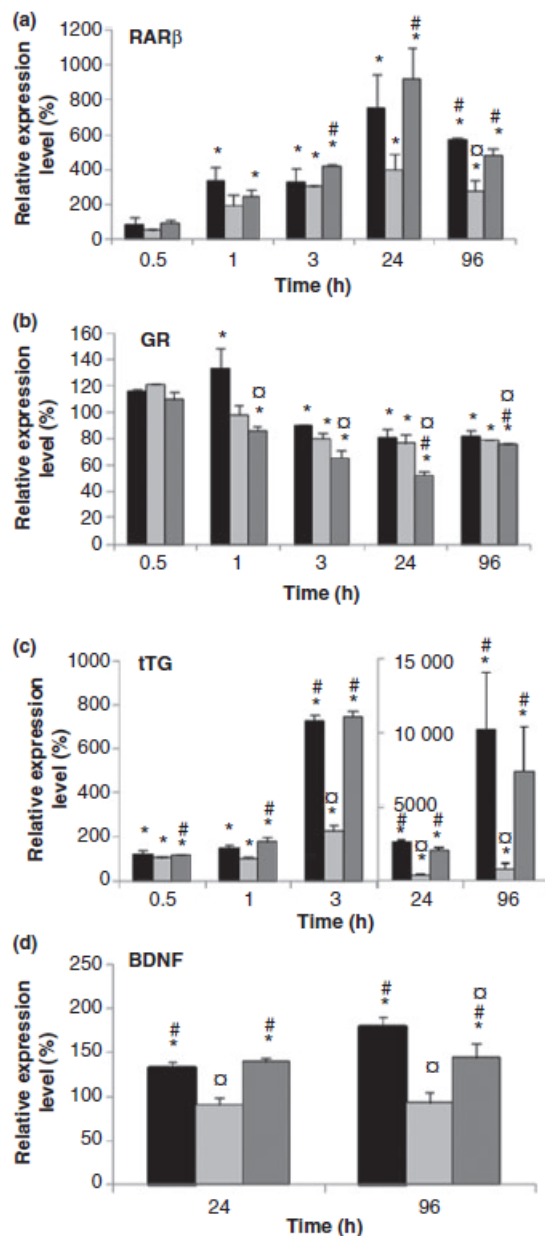 (a)
RARβ
Relative expression
level (%)
1200
1000
800
600
400
200
0
* *
* * # *
* * # *
# * ¤ * # *
0.5 1 3 24 96
Time (h)
(b)
GR
Relative expression
level (%)
160
140
120
100
80
60
40
20
0
* ¤ *
* * ¤ *
* * ¤ # *
* * ¤ # *
0.5 1 3 24 96
Time (h)
(c)
tTG
Relative expression
level (%)
1000
800
600
400
200
0
15 000
10 000
5000
* * # *
* * # *
# * ¤ * # *
# * ¤ * # *
# * ¤ * # *
0.5 1 3 24 96
Time (h)
(d)
BDNF
Relative expression
level (%)
250
200
150
100
50
0
# * ¤ # *
# * ¤ ¤ # *
24 96
Time (h)